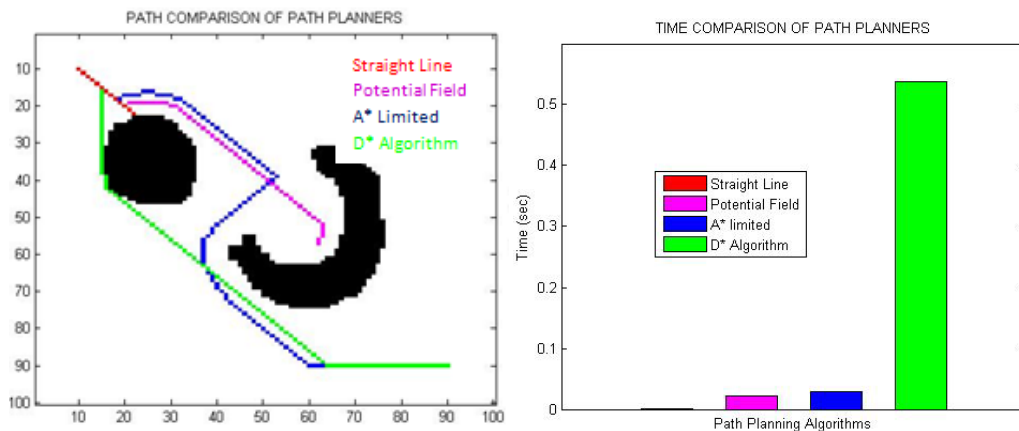 PATH COMPARISON OF PATH PLANNERS
Straight Line
Potential Field
A* Limited
D* Algorithm
10
20
30
40
50
60
70
80
90
100
10 20 30 40 50 60 70 80 90 100
TIME COMPARISON OF PATH PLANNERS
0.5
0.4
0.3
0.2
0.1
0
Time (sec)
Straight Line
Potential Field
A* limited
D* Algorithm
Path Planning Algorithms